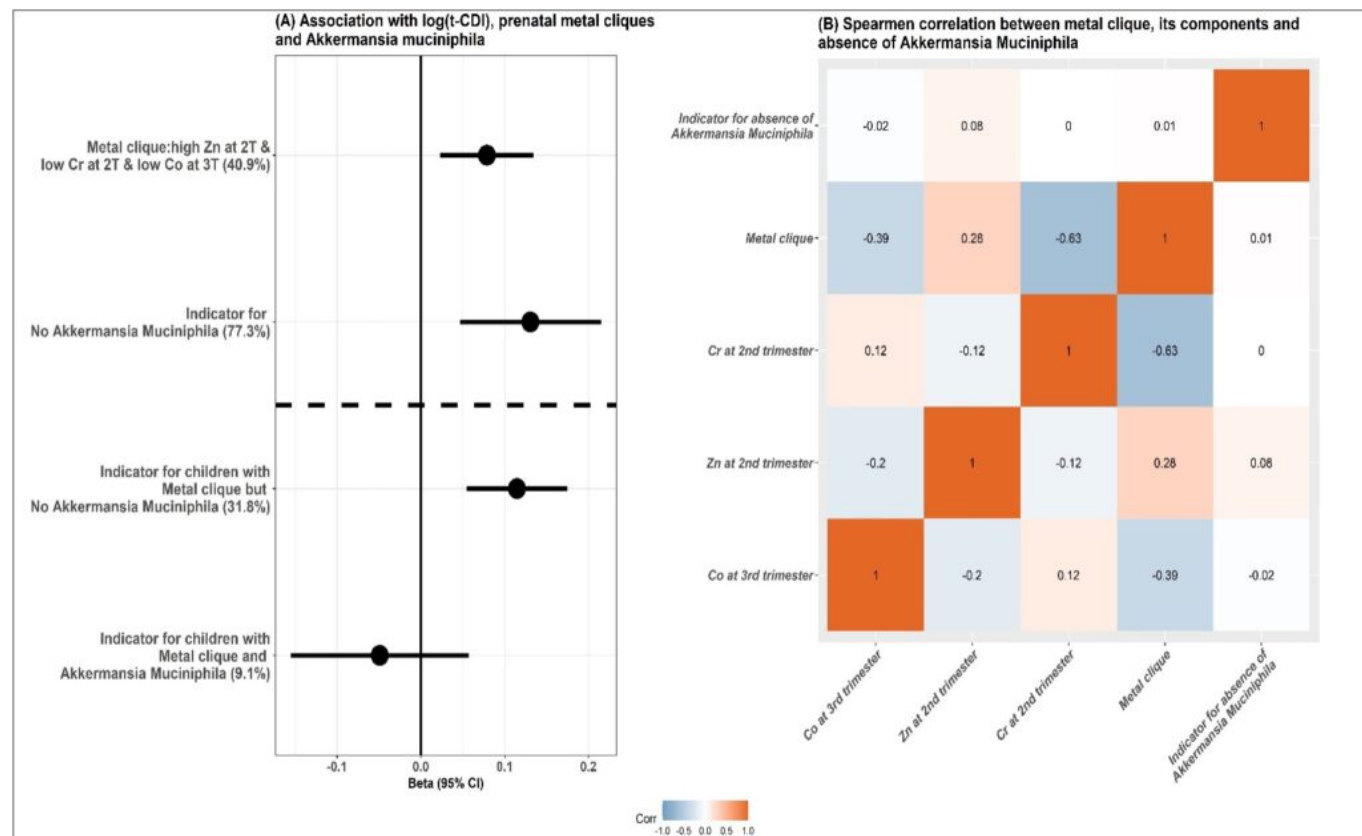 (A) Association with log(t-CDI), prenatal metal cliques
and Akkermansia muciniphila
Metal clique:high Zn at 2T &
low Cr at 2T & low Co at 3T (40.9%)
Indicator for
No Akkermansia Muciniphila (77.3%)
Indicator for children with
Metal clique but
No Akkermansia Muciniphila (31.8%)
Indicator for children with
Metal clique and
Akkermansia Muciniphila (9.1%)
-0.1 0.0 0.1 0.2
Beta (95% CI)
(B) Spearmen correlation between metal clique, its components and
absence of Akkermansia Muciniphila
Indicator for absence of
Akkermansia Muciniphila
-0.02 0.08 0 0.01 1
Metal clique
-0.39 0.28 -0.63 1 0.01
Cr at 2nd trimester
0.12 -0.12 1 -0.63 0
Zn at 2nd trimester
-0.2 1 -0.12 0.28 0.08
Co at 3rd trimester
1 -0.2 0.12 -0.39 -0.02
Co at 3rd trimester
Zn at 2nd trimester
Cr at 2nd trimester
Metal clique
Indicator for absence of
Akkermansia Muciniphila
Corr
-1.0 -0.5 0.0 0.5 1.0